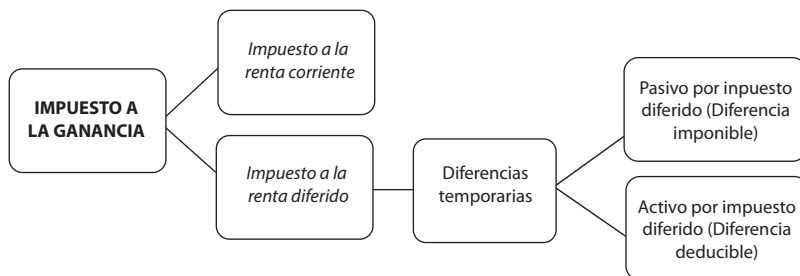 IMPUESTO A
LA GANANCIA
Impuesto a la
renta corriente
Impuesto a la
renta diferido
Diferencias
temporarias
Pasivo por inpuesto
diferido (Diferencia
imponible)
Activo por impuesto
diferido (Diferencia
deducible)